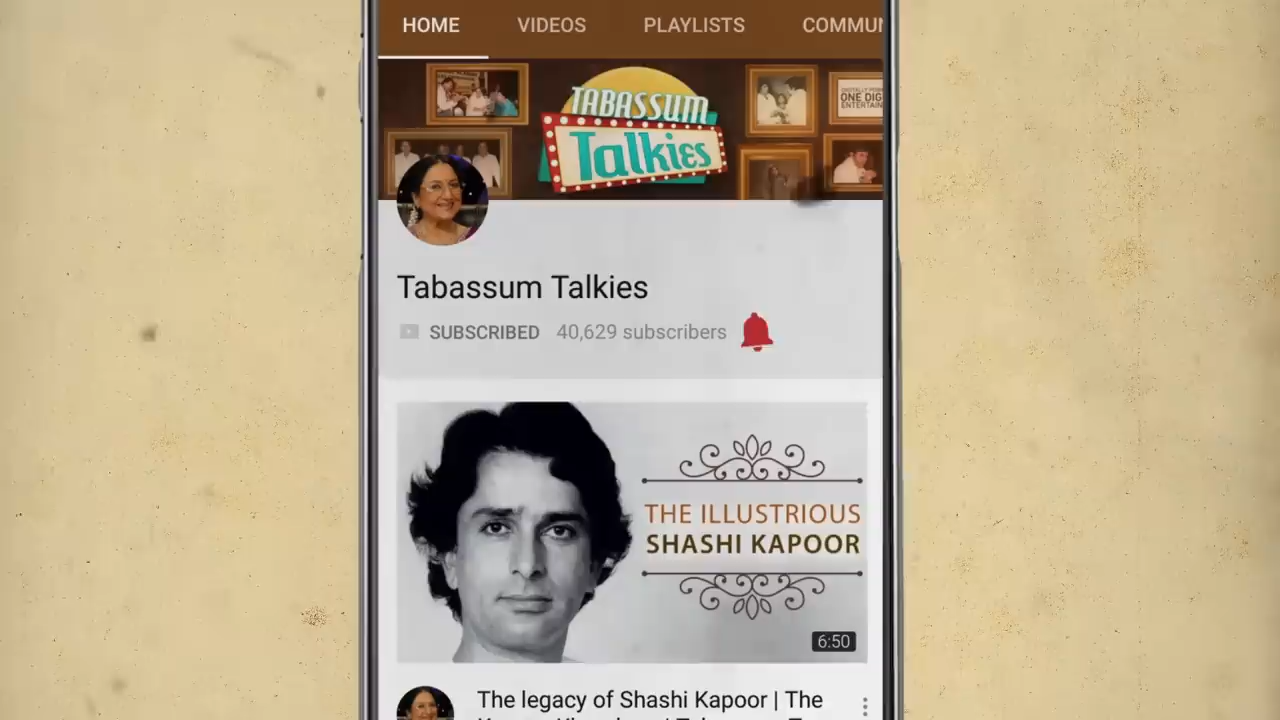 HOME VIDEOS PLAYLISTS COMMUN
TABASSUM
Talkies
ONE DIG
ENTERTAIN
Tabassum Talkies
SUBSCRIBED 40,629 subscribers
THE ILLUSTRIOUS
SHASHI KAPOOR
6:50
The legacy of Shashi Kapoor | The